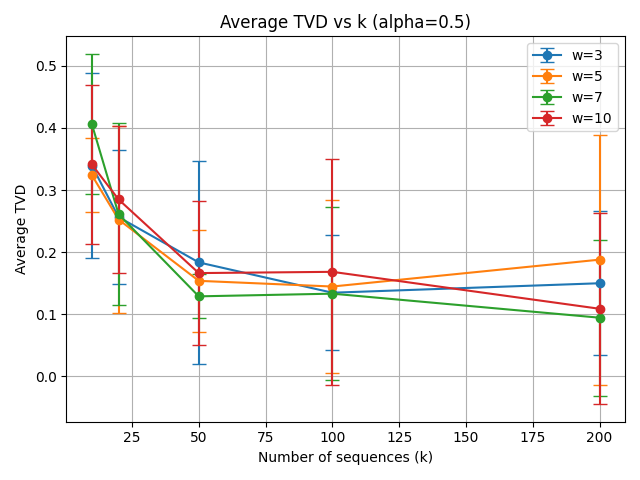 Average TVD vs k (alpha=0.5)
w=3
w=5
w=7
w=10
Average TVD
0.5
0.4
0.3
0.2
0.1
0.0
25 50 75 100 125 150 175 200
Number of sequences (k)